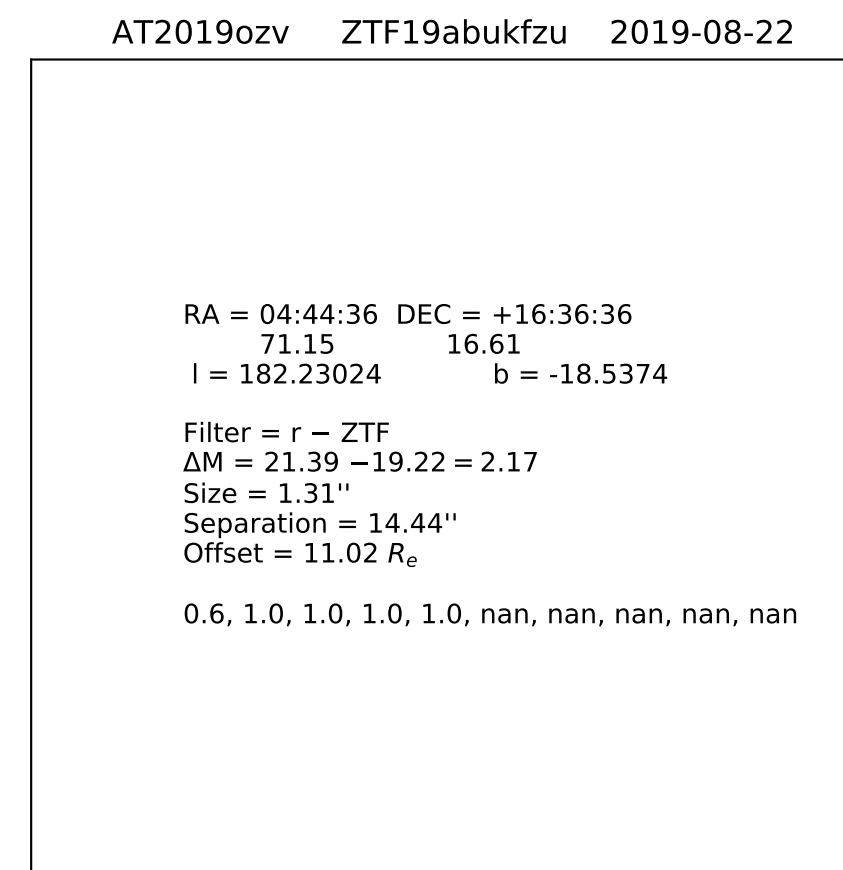 AT2019ozv ZTF19abukfzu 2019-08-22
RA = 04:44:36 DEC = +16:36:36
71.15 16.61
l = 182.23024 b = -18.5374
Filter = r − ZTF
ΔM = 21.39 −19.22 = 2.17
Size = 1.31''
Separation = 14.44''
Offset = 11.02 Rₑ
0.6, 1.0, 1.0, 1.0, 1.0, nan, nan, nan, nan, nan